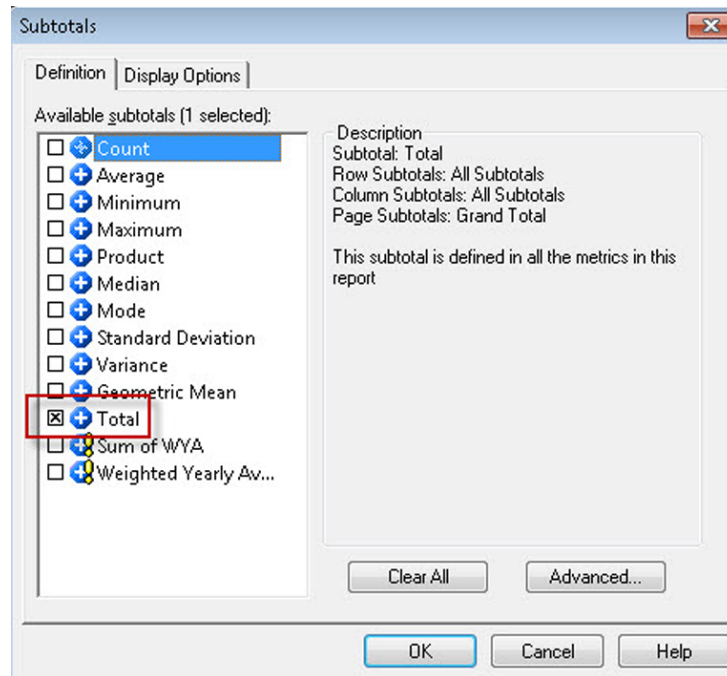 Subtotals
Definition
Display Options
Available subtotals (1 selected):
Count
Average
Minimum
Maximum
Product
Median
Mode
Standard Deviation
Variance
Geometric Mean
Total
Sum of WYA
Weighted Yearly Av...
Description
Subtotal: Total
Row Subtotals: All Subtotals
Column Subtotals: All Subtotals
Page Subtotals: Grand Total
This subtotal is defined in all the metrics in this
report
Clear All
Advanced...
OK
Cancel
Help